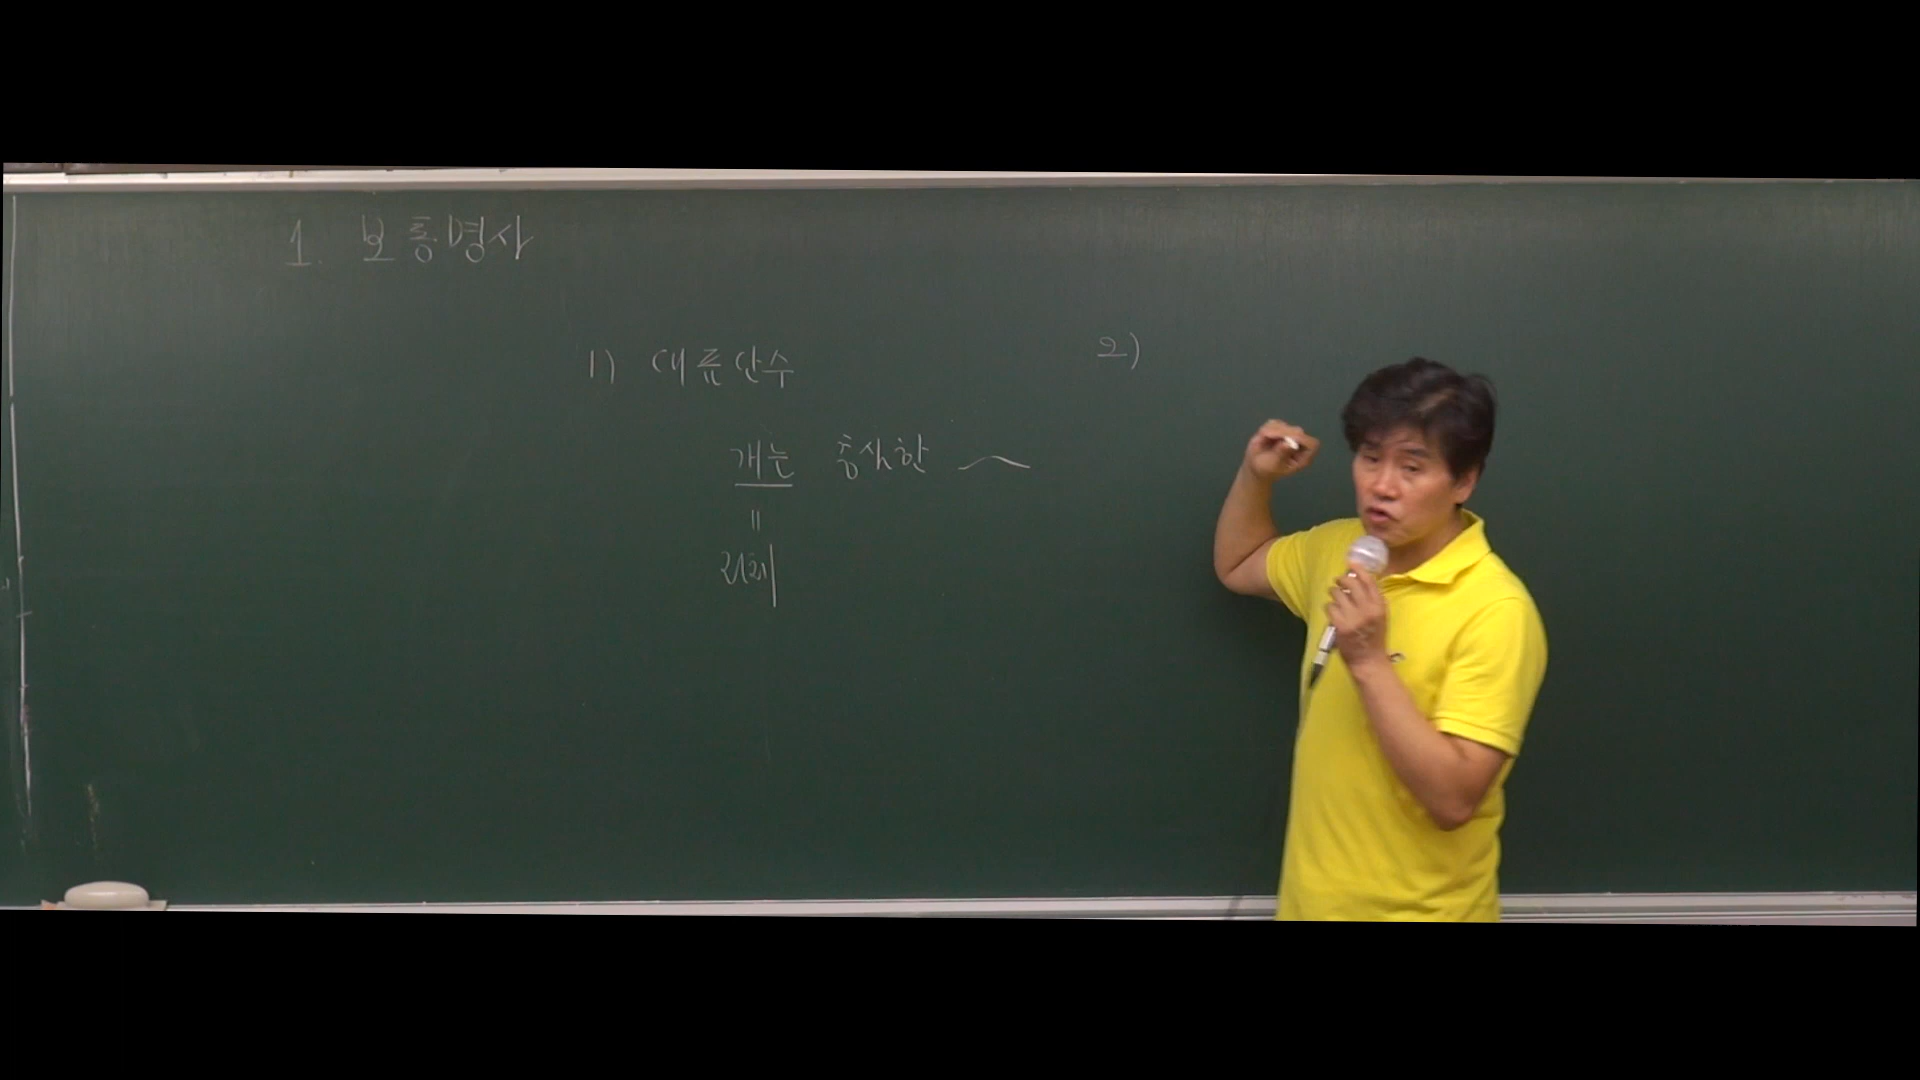 1. 보통명사
1) 대표단수
2)
개는 충실한
=
전체